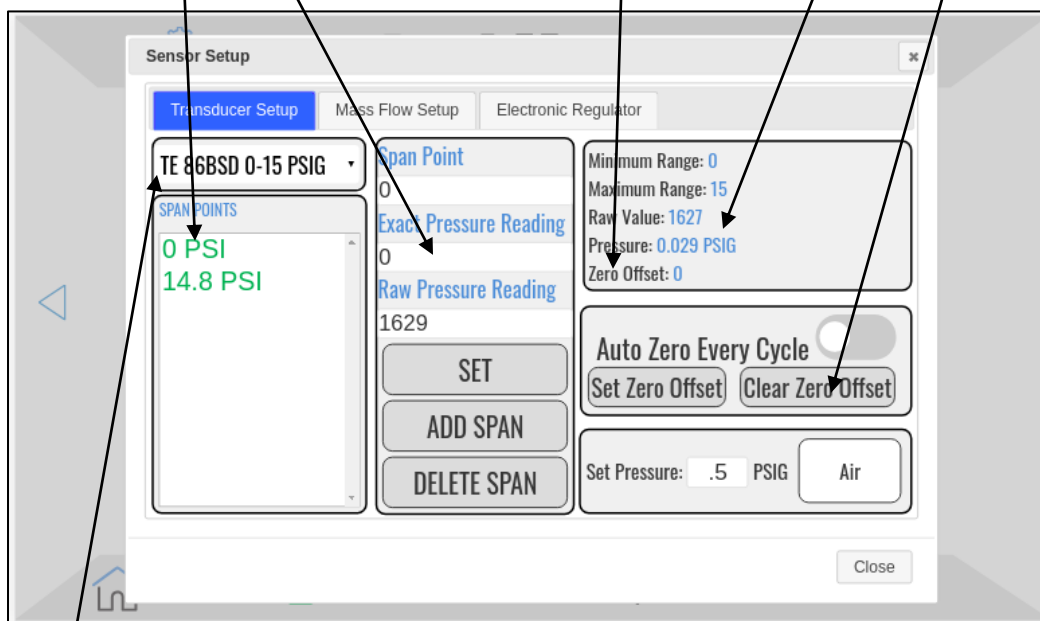 Sensor Setup
Transducer Setup
Mass Flow Setup
Electronic Regulator
TE 86BSD 0-15 PSIG
SPAN POINTS
0 PSI
14.8 PSI
Span Point
0
Exact Pressure Reading
0
Raw Pressure Reading
1629
SET
ADD SPAN
DELETE SPAN
Minimum Range: 0
Maximum Range: 15
Raw Value: 1627
Pressure: 0.029 PSIG
Zero Offset: 0
Auto Zero Every Cycle
Set Zero Offset
Clear Zero Offset
Set Pressure: .5 PSIG
Air
Close